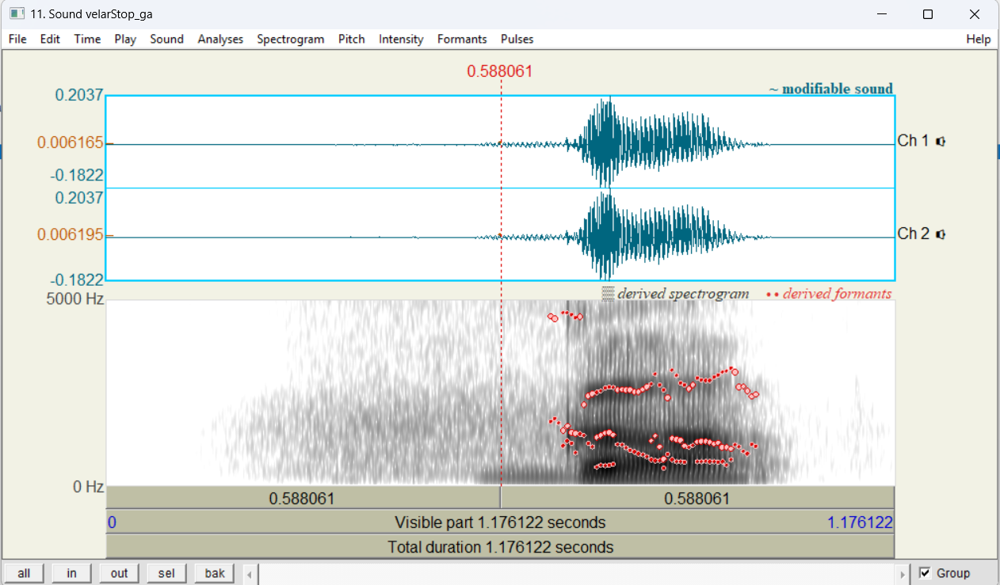 11. Sound velarStop_ga
File Edit Time Play Sound Analyses Spectrogram Pitch Intensity Formants Pulses Help
0.588061
~ modifiable sound
0.2037
0.006165
-0.1822
Ch 1
0.2037
0.006195
-0.1822
Ch 2
derived spectrogram •• derived formants
5000 Hz
0 Hz
0.588061 0.588061
0 Visible part 1.176122 seconds 1.176122
Total duration 1.176122 seconds
all in out sel bak Group